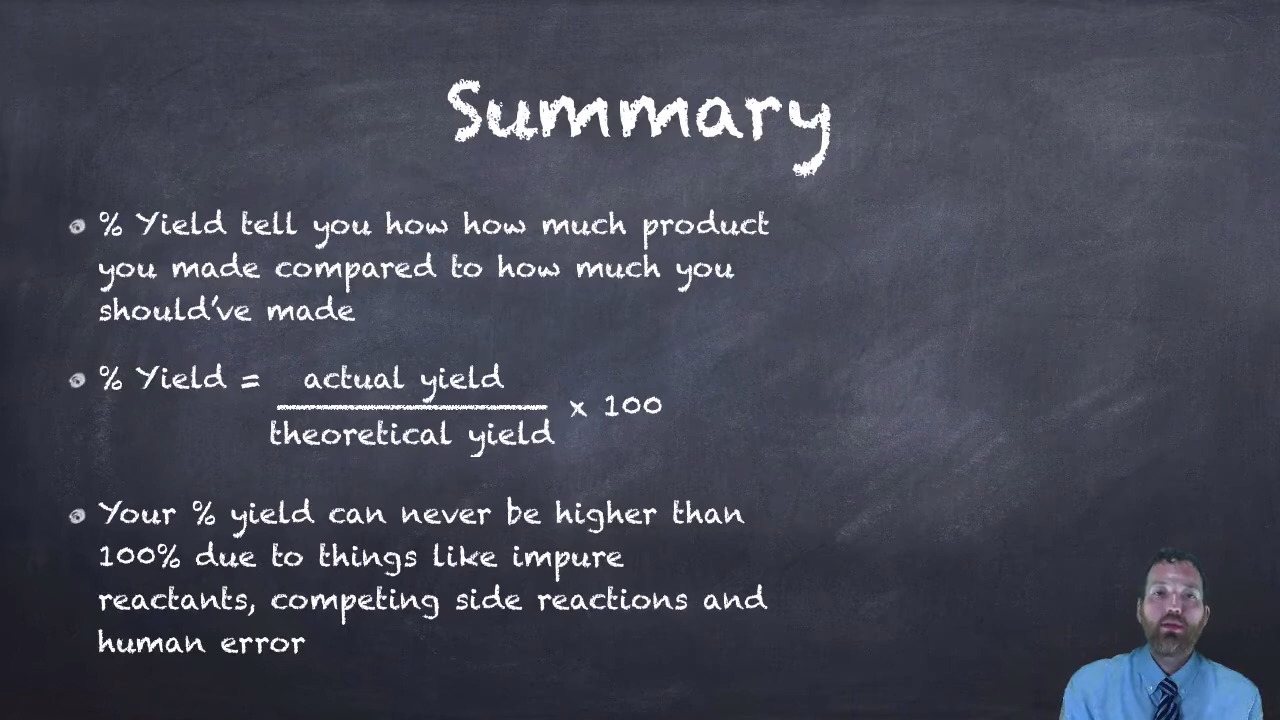 Summary
% Yield tell you how how much product
you made compared to how much you
should've made
% Yield = actual yield
x 100
theoretical yield
Your % yield can never be higher than
100% due to things like impure
reactants, competing side reactions and
human error